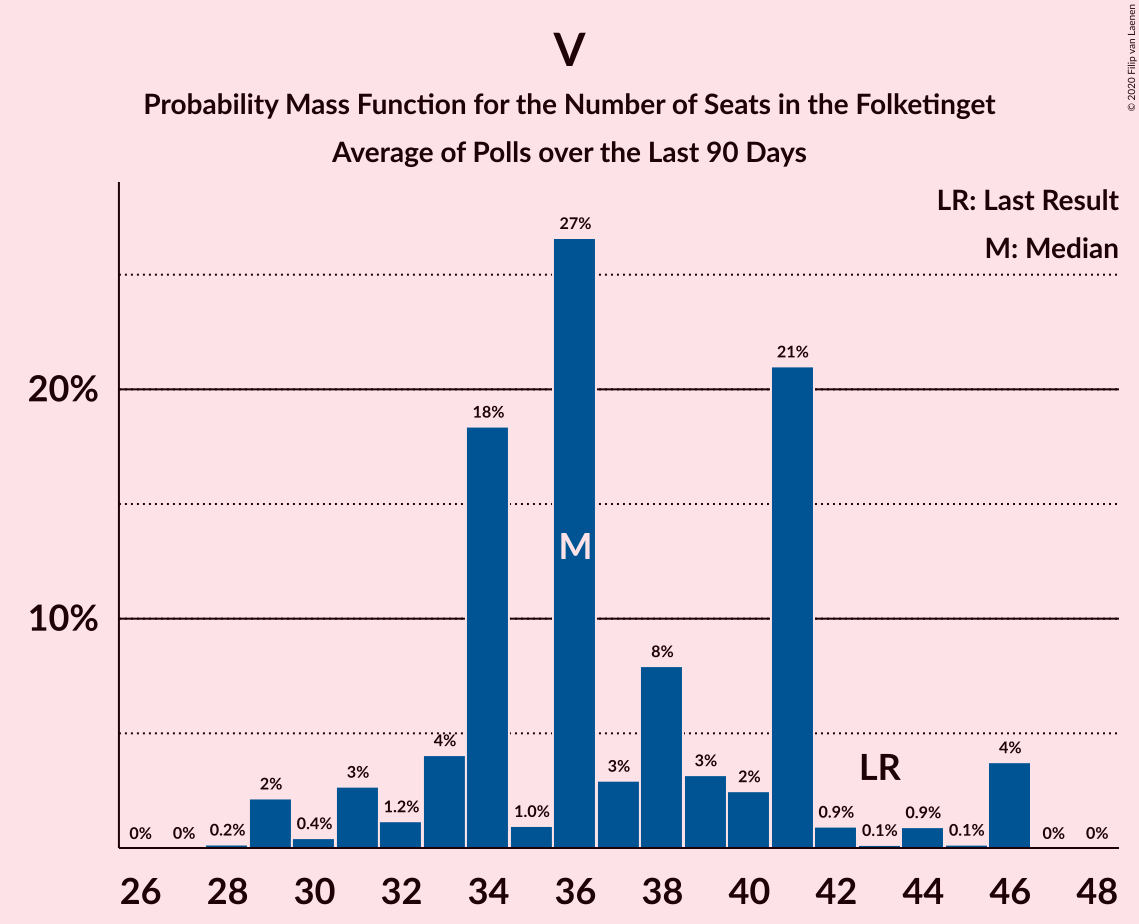 V
Probability Mass Function for the Number of Seats in the Folketinget
Average of Polls over the Last 90 Days
© 2020 Filip van Laenen
LR: Last Result
M: Median
27%
21%
20%
18%
M
10%
8%
4%
LR
4%
3%
3%
3%
2%
2%
1.2%
1.0%
0.9%
0.9%
0.4%
0.2%
0.1%
0.1%
0%
0%
0%
0%
26 28 30 32 34 36 38 40 42 44 46 48